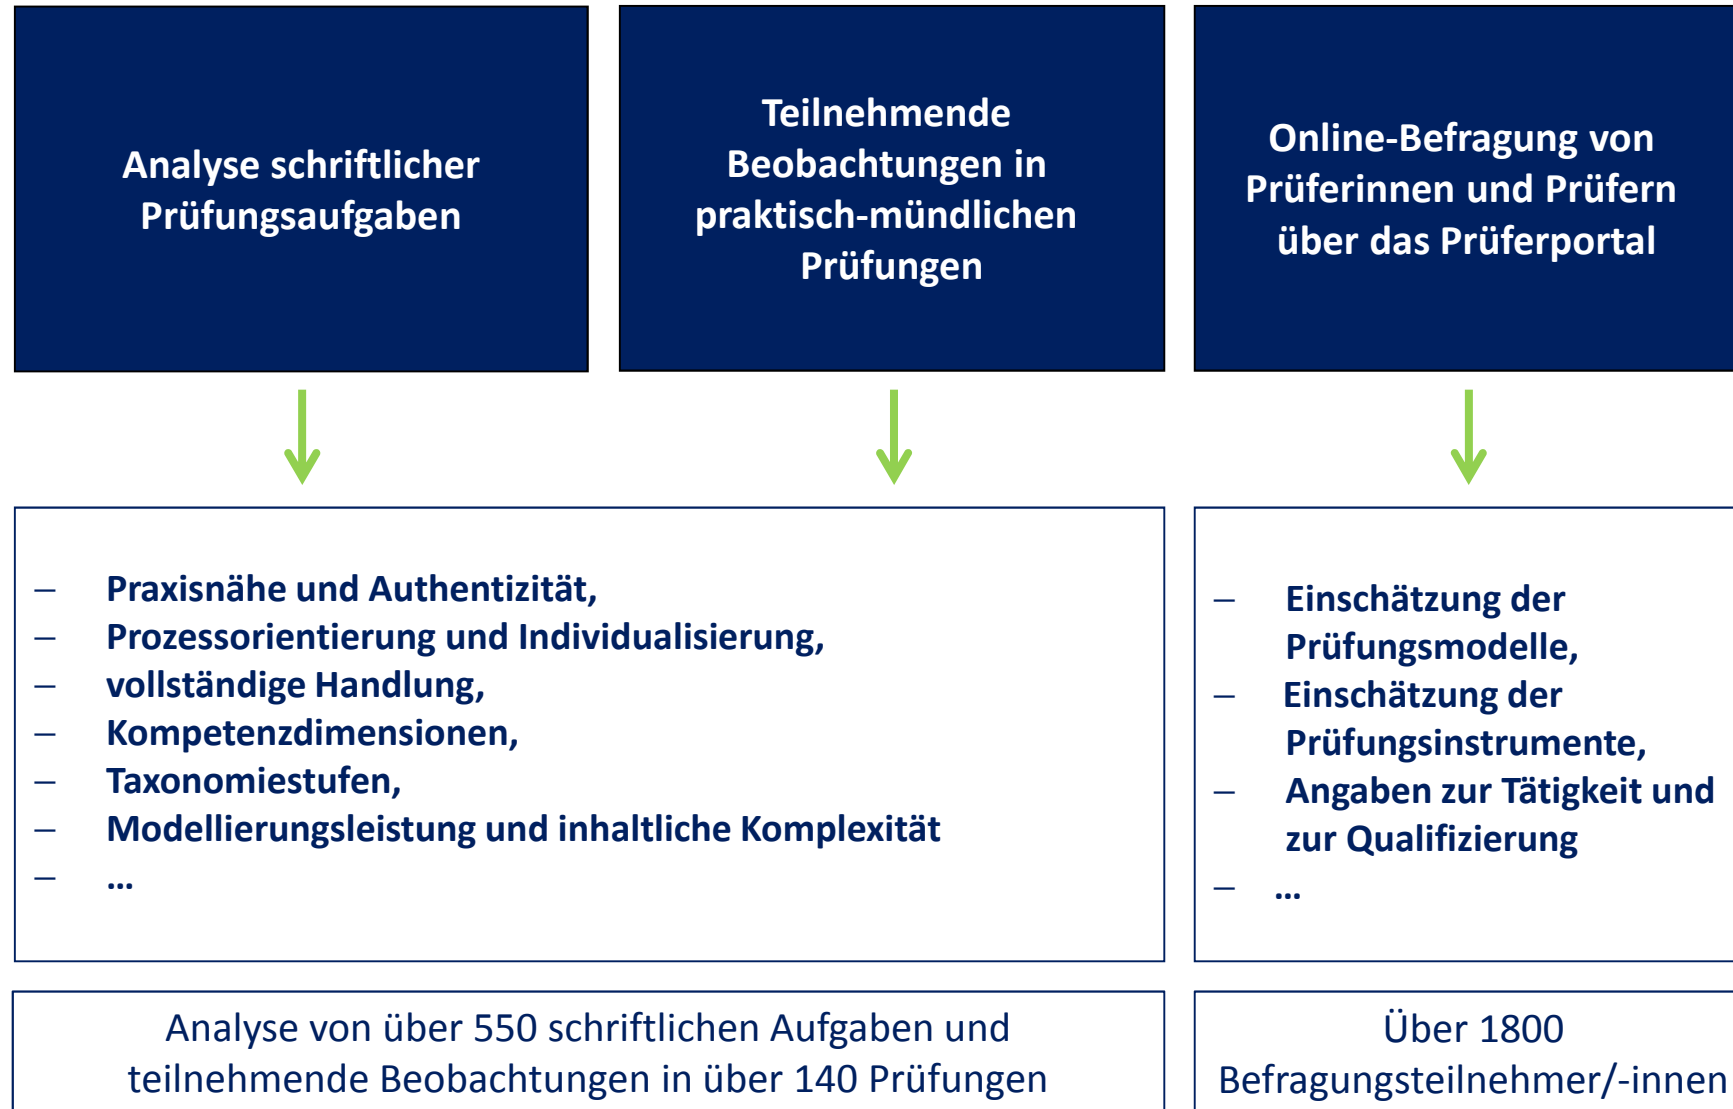 Analyse schriftlicher
Prüfungsaufgaben
Teilnehmende
Beobachtungen in
praktisch-mündlichen
Prüfungen
Online-Befragung von
Prüferinnen und Prüfern
über das Prüferportal
– Praxisnähe und Authentizität,
– Prozessorientierung und Individualisierung,
– vollständige Handlung,
– Kompetenzdimensionen,
– Taxonomiestufen,
– Modellierungsleistung und inhaltliche Komplexität
– ...
– Einschätzung der
Prüfungsmodelle,
– Einschätzung der
Prüfungsinstrumente,
– Angaben zur Tätigkeit und
zur Qualifizierung
– ...
Analyse von über 550 schriftlichen Aufgaben und
teilnehmende Beobachtungen in über 140 Prüfungen
Über 1800
Befragungsteilnehmer/-innen